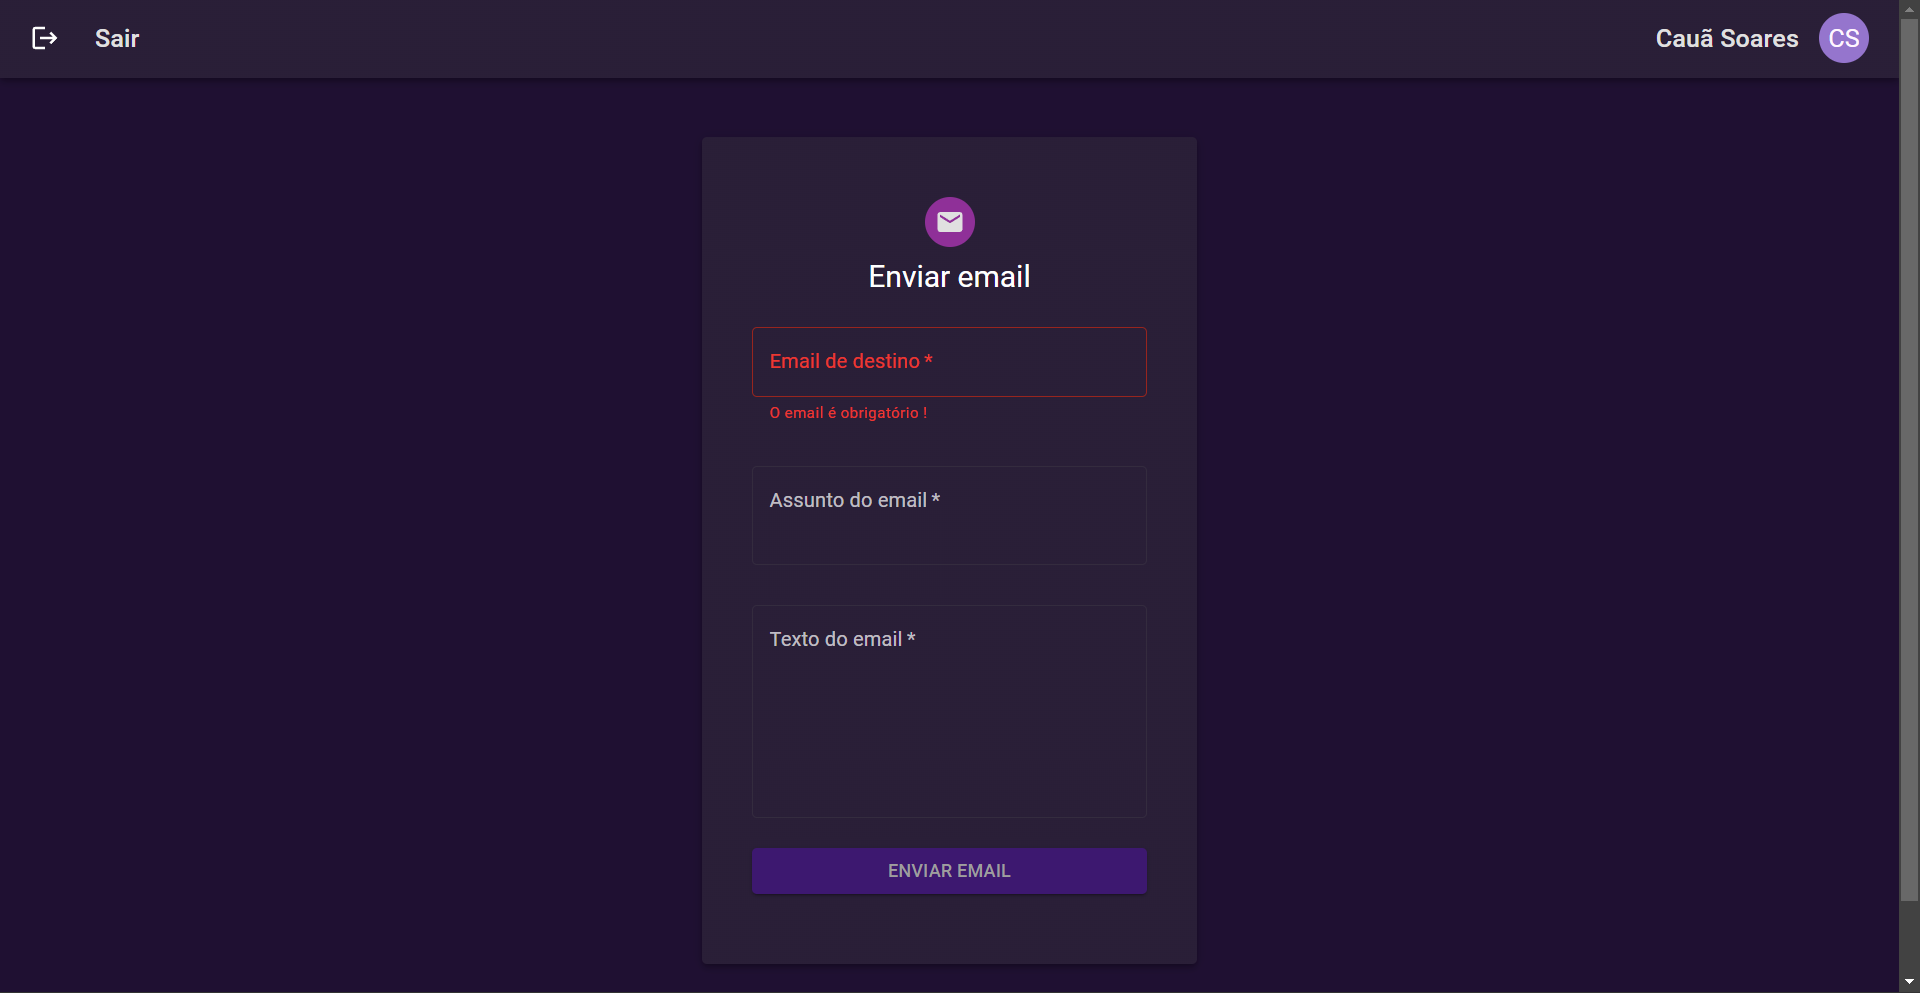 Sair
Cauã Soares
CS
Enviar email
Email de destino *
O email é obrigatório !
Assunto do email *
Texto do email *
ENVIAR EMAIL